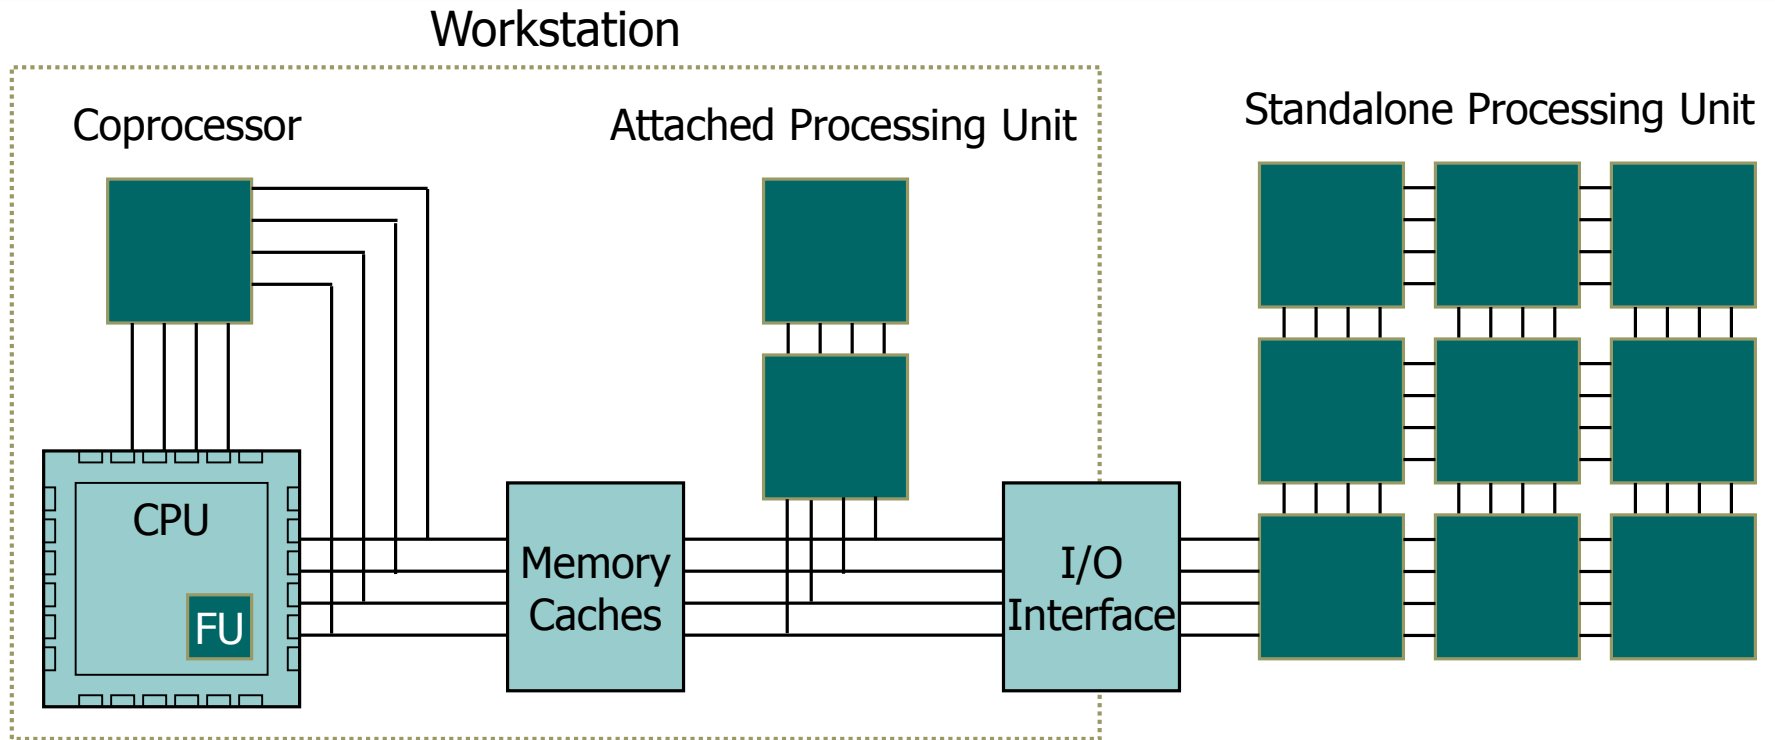 Workstation
Coprocessor
Attached Processing Unit
Standalone Processing Unit
CPU
FU
Memory
Caches
I/O
Interface